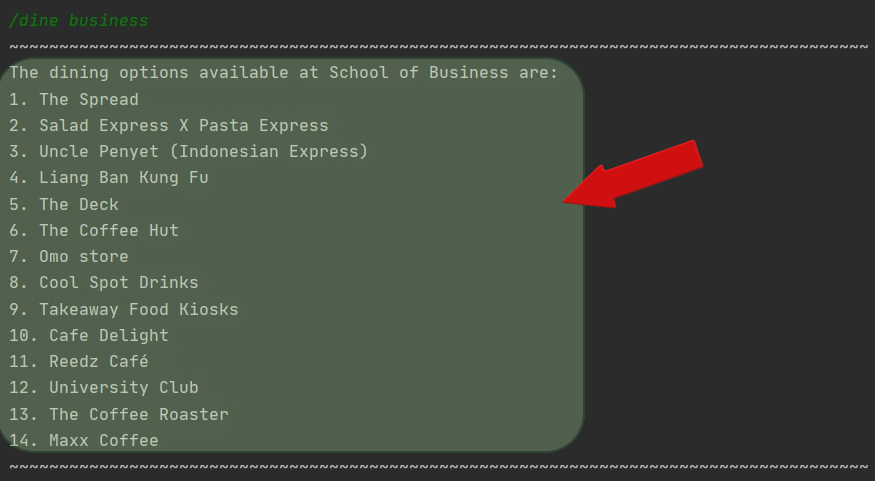 /dine business
~~~~~~~~~~~~~~~~~~~~~~~~~~~~~~~~~~~~~~~~~~~~~~~~~~~~~~~~~~~~~~~~~~~~~~~~~~~~~~~~~~~~~~
The dining options available at School of Business are:
1. The Spread
2. Salad Express X Pasta Express
3. Uncle Penyet (Indonesian Express)
4. Liang Ban Kung Fu
5. The Deck
6. The Coffee Hut
7. Omo store
8. Cool Spot Drinks
9. Takeaway Food Kiosks
10. Cafe Delight
11. Reedz Café
12. University Club
13. The Coffee Roaster
14. Maxx Coffee
~~~~~~~~~~~~~~~~~~~~~~~~~~~~~~~~~~~~~~~~~~~~~~~~~~~~~~~~~~~~~~~~~~~~~~~~~~~~~~~~~~~~~~